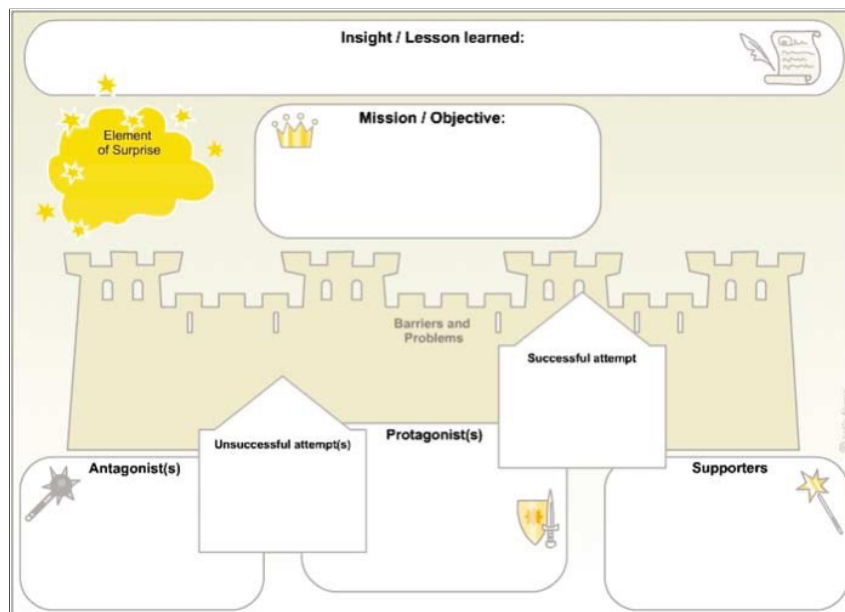 Insight / Lesson learned:
Element
of Surprise
Mission / Objective:
Barriers and
Problems
Successful attempt
Unsuccessful attempt(s)
Protagonist(s)
Antagonist(s)
Supporters